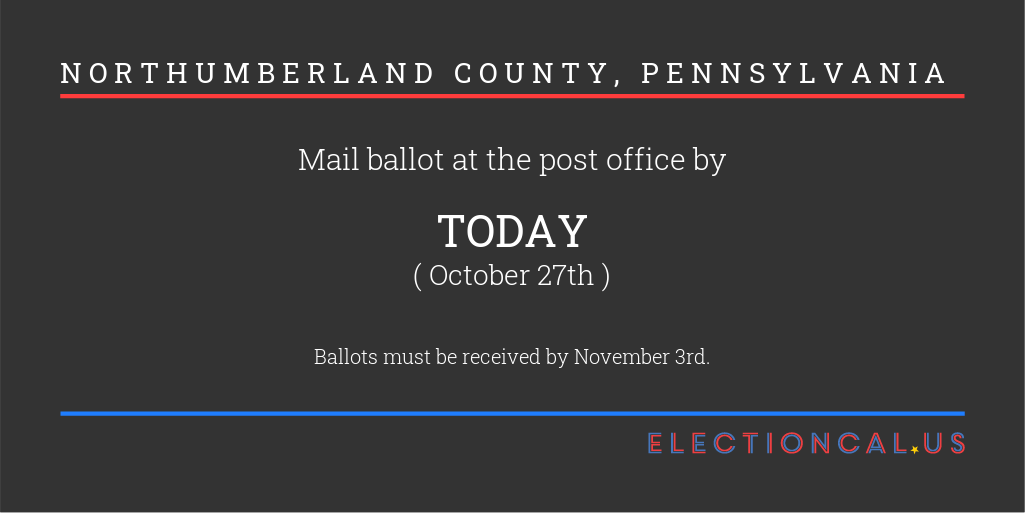 NORTHUMBERLAND COUNTY, PENNSYLVANIA
Mail ballot at the post office by
TODAY
( October 27th )
Ballots must be received by November 3rd.
ELECTIONCAL.US